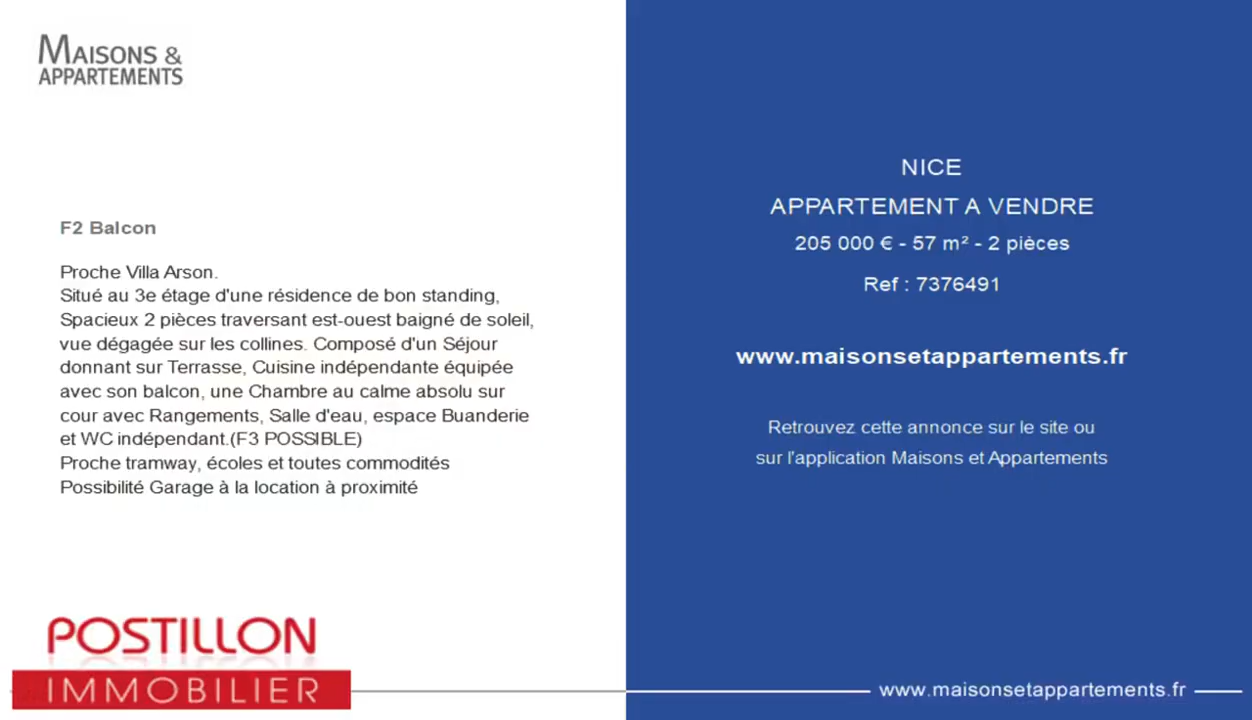 MAISONS &
APPARTEMENTS
F2 Balcon
Proche Villa Arson.
Situé au 3e étage d'une résidence de bon standing,
Spacieux 2 pièces traversant est-ouest baigné de soleil,
vue dégagée sur les collines. Composé d'un Séjour
donnant sur Terrasse, Cuisine indépendante équipée
avec son balcon, une Chambre au calme absolu sur
cour avec Rangements, Salle d'eau, espace Buanderie
et WC indépendant.(F3 POSSIBLE)
Proche tramway, écoles et toutes commodités
Possibilité Garage à la location à proximité
POSTILLON
IMMOBILIER
NICE
APPARTEMENT A VENDRE
205 000 € - 57 m² - 2 pièces
Ref : 7376491
www.maisonsetappartements.fr
Retrouvez cette annonce sur le site ou
sur l'application Maisons et Appartements
www.maisonsetappartements.fr